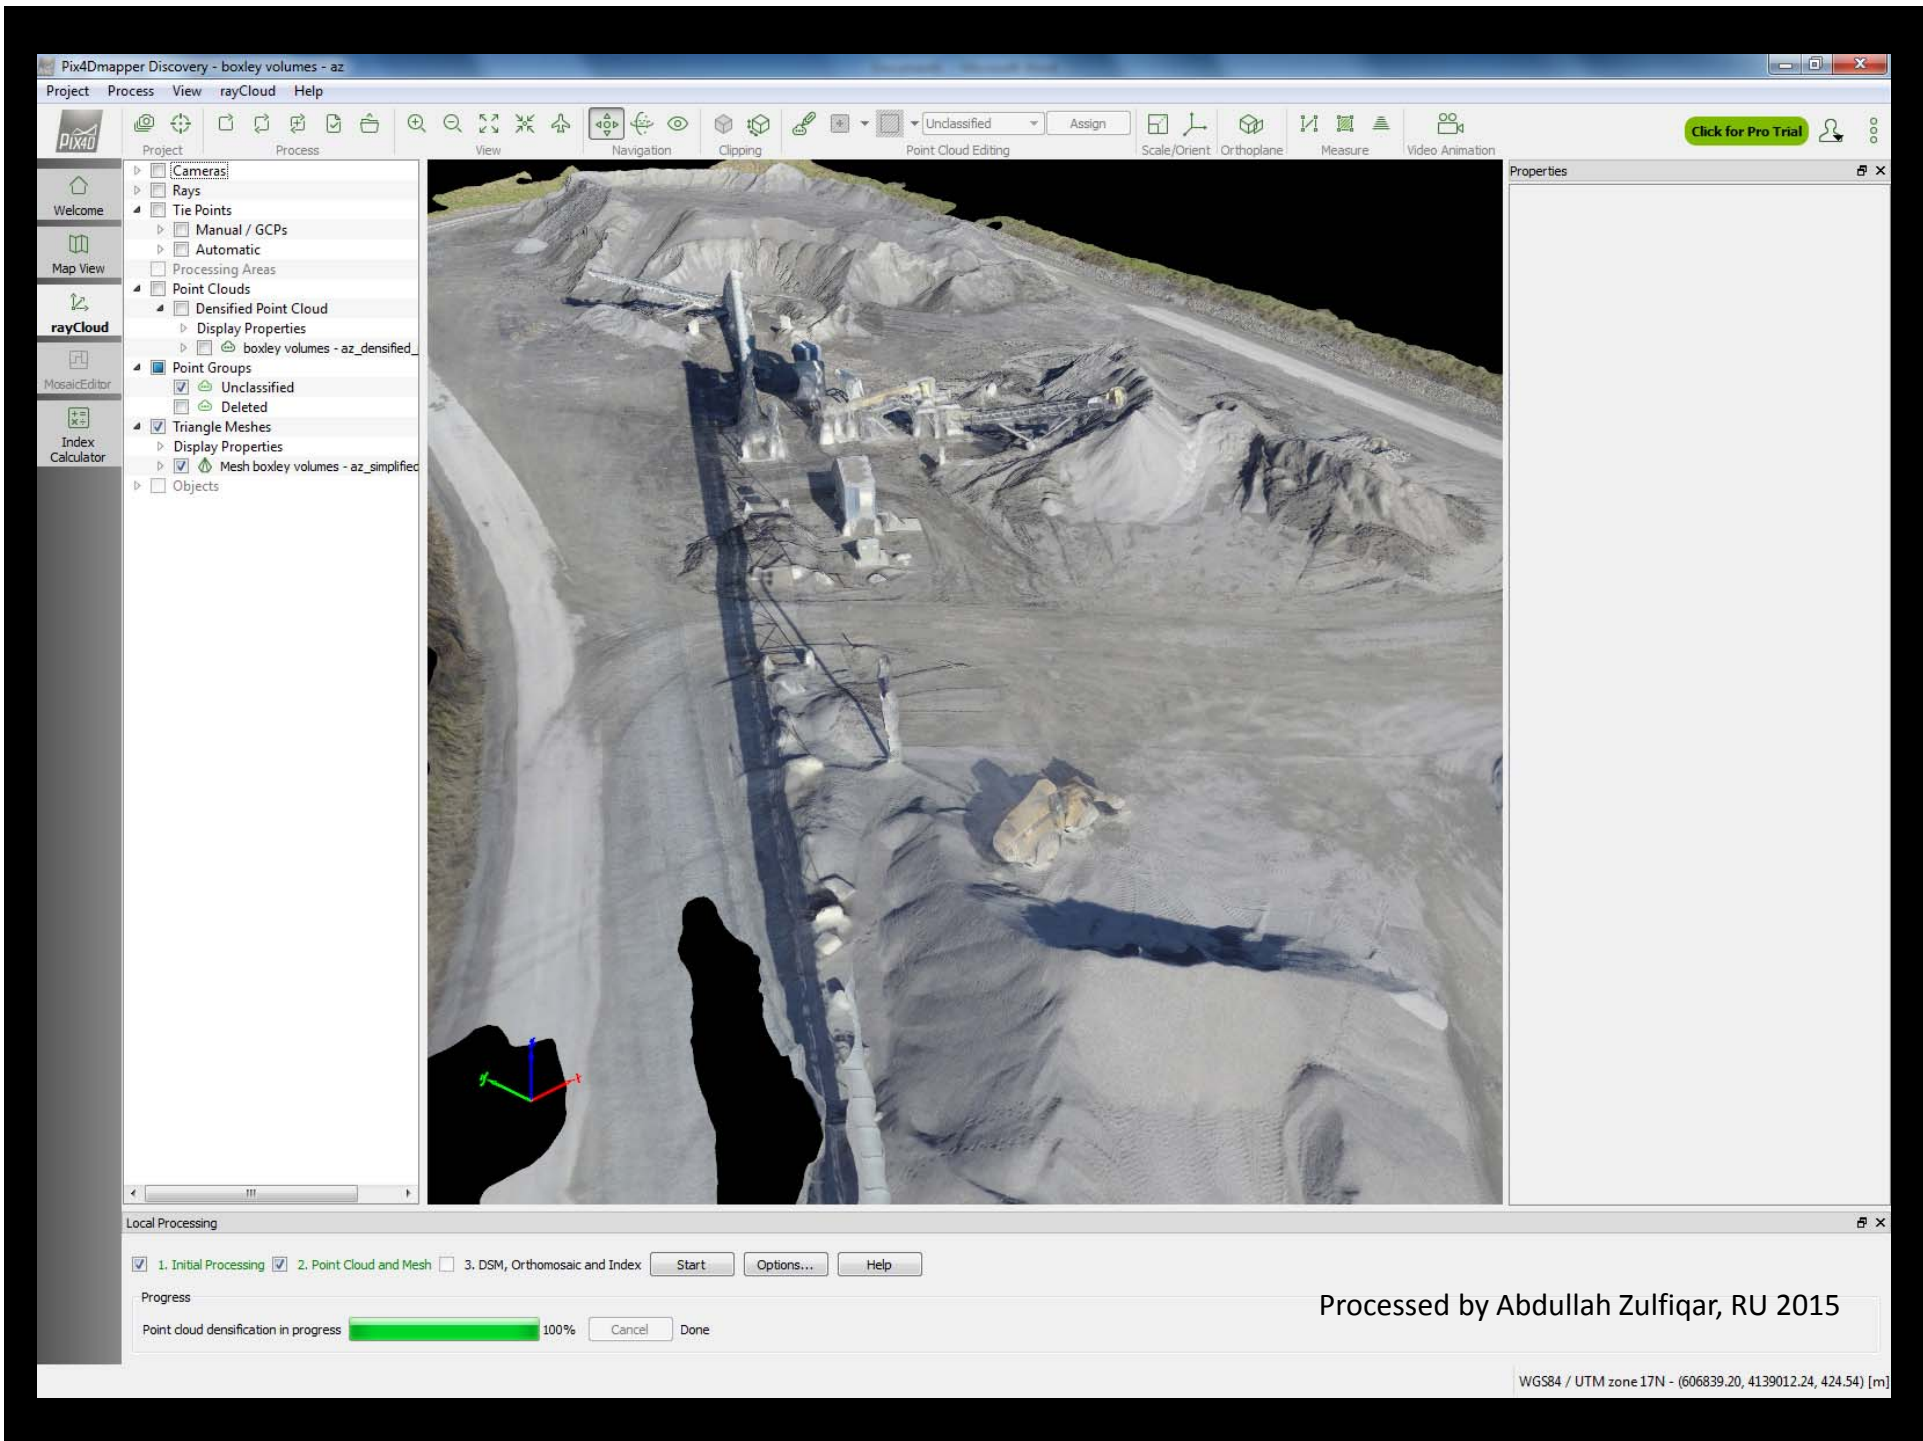 Pix4Dmapper Discovery - boxley volumes - az
Project Process View rayCloud Help
PIX4D
Unclassified Assign
Click for Pro Trial
Project Process View Navigation Clipping Point Cloud Editing Scale/Orient Orthoplane Measure Video Animation
Welcome
Map View
rayCloud
MosaicEditor
Index
Calculator
Cameras
Rays
Tie Points
Manual / GCPs
Automatic
Processing Areas
Point Clouds
Densified Point Cloud
Display Properties
boxley volumes - az_densified_
Point Groups
Unclassified
Deleted
Triangle Meshes
Display Properties
Mesh boxley volumes - az_simplified
Objects
Properties
Local Processing
1. Initial Processing 2. Point Cloud and Mesh 3. DSM, Orthomosaic and Index Start Options... Help
Progress
Point cloud densification in progress 100% Cancel Done
Processed by Abdullah Zulfiqar, RU 2015
WGS84 / UTM zone 17N - (606839.20, 4139012.24, 424.54) [m]